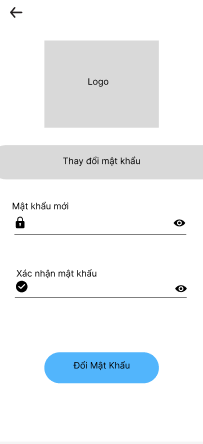 Logo
Thay đổi mật khẩu
Mật khẩu mới
Xác nhận mật khẩu
Đổi Mật Khẩu